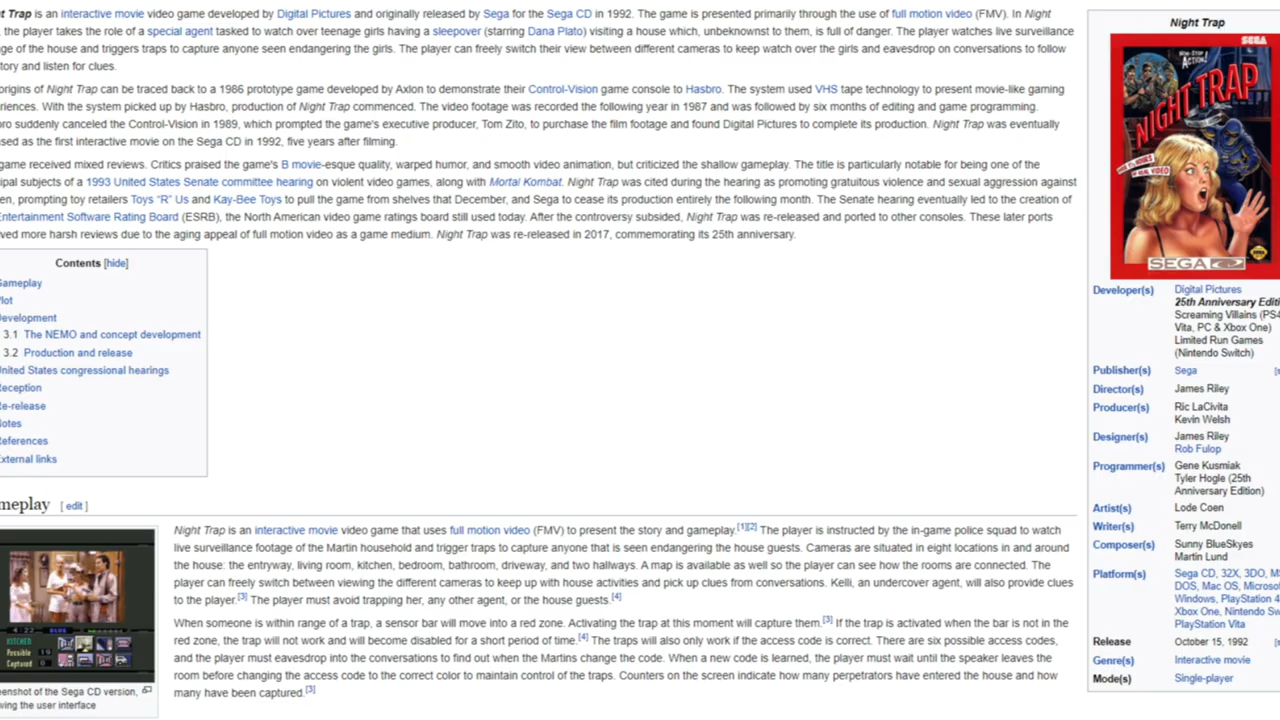 t Trap is an interactive movie video game developed by Digital Pictures and originally released by Sega for the Sega CD in 1992. The game is presented primarily through the use of full motion video (FMV). In Night
, the player takes the role of a special agent tasked to watch over teenage girls having a sleepover (starring Dana Plato) visiting a house which, unbeknownst to them, is full of danger. The player watches live surveillance
ge of the house and triggers traps to capture anyone seen endangering the girls. The player can freely switch their view between different cameras to keep watch over the girls and eavesdrop on conversations to follow
tory and listen for clues.
origins of Night Trap can be traced back to a 1986 prototype game developed by Axlon to demonstrate their Control-Vision game console to Hasbro. The system used VHS tape technology to present movie-like gaming
riences. With the system picked up by Hasbro, production of Night Trap commenced. The video footage was recorded the following year in 1987 and was followed by six months of editing and game programming.
oro suddenly canceled the Control-Vision in 1989, which prompted the game's executive producer, Tom Zito, to purchase the film footage and found Digital Pictures to complete its production. Night Trap was eventually
sed as the first interactive movie on the Sega CD in 1992, five years after filming.
game received mixed reviews. Critics praised the game's B movie-esque quality, warped humor, and smooth video animation, but criticized the shallow gameplay. The title is particularly notable for being one of the
ipal subjects of a 1993 United States Senate committee hearing on violent video games, along with Mortal Kombat. Night Trap was cited during the hearing as promoting gratuitous violence and sexual aggression against
en, prompting toy retailers Toys "R" Us and Kay-Bee Toys to pull the game from shelves that December, and Sega to cease its production entirely the following month. The Senate hearing eventually led to the creation of
Entertainment Software Rating Board (ESRB), the North American video game ratings board still used today. After the controversy subsided, Night Trap was re-released and ported to other consoles. These later ports
ved more harsh reviews due to the aging appeal of full motion video as a game medium. Night Trap was re-released in 2017, commemorating its 25th anniversary.
Contents [hide]
Gameplay
lot
evelopment
3.1 The NEMO and concept development
3.2 Production and release
nited States congressional hearings
eception
e-release
otes
eferences
xternal links
meplay [ edit ]
Night Trap is an interactive movie video game that uses full motion video (FMV) to present the story and gameplay.[1][2] The player is instructed by the in-game police squad to watch
live surveillance footage of the Martin household and trigger traps to capture anyone that is seen endangering the house guests. Cameras are situated in eight locations in and around
the house: the entryway, living room, kitchen, bedroom, bathroom, driveway, and two hallways. A map is available as well so the player can see how the rooms are connected. The
player can freely switch between viewing the different cameras to keep up with house activities and pick up clues from conversations. Kelli, an undercover agent, will also provide clues
to the player.[3] The player must avoid trapping her, any other agent, or the house guests.[4]
When someone is within range of a trap, a sensor bar will move into a red zone. Activating the trap at this moment will capture them.[3] If the trap is activated when the bar is not in the
red zone, the trap will not work and will become disabled for a short period of time.[4] The traps will also only work if the access code is correct. There are six possible access codes,
and the player must eavesdrop into the conversations to find out when the Martins change the code. When a new code is learned, the player must wait until the speaker leaves the
room before changing the access code to the correct color to maintain control of the traps. Counters on the screen indicate how many perpetrators have entered the house and how
many have been captured.[3]
4:22 BLUE
KITCHEN
Possible 10
Captured 0
eenshot of the Sega CD version,
ving the user interface
Night Trap
SEGA
NON-STOP ACTION!
NIGHT TRAP
OF REAL VIDEO
SEGA CD
Developer(s) Digital Pictures
25th Anniversary Editi
Screaming Villains (PS4
Vita, PC & Xbox One)
Limited Run Games
(Nintendo Switch)
Publisher(s) Sega
Director(s) James Riley
Producer(s) Ric LaCivita
Kevin Welsh
Designer(s) James Riley
Rob Fulop
Programmer(s) Gene Kusmiak
Tyler Hogle (25th
Anniversary Edition)
Artist(s) Lode Coen
Writer(s) Terry McDonell
Composer(s) Sunny BlueSkyes
Martin Lund
Platform(s) Sega CD, 32X, 3DO, M
DOS, Mac OS, Microso
Windows, PlayStation 4
Xbox One, Nintendo Sw
PlayStation Vita
Release October 15, 1992
Genre(s) Interactive movie
Mode(s) Single-player